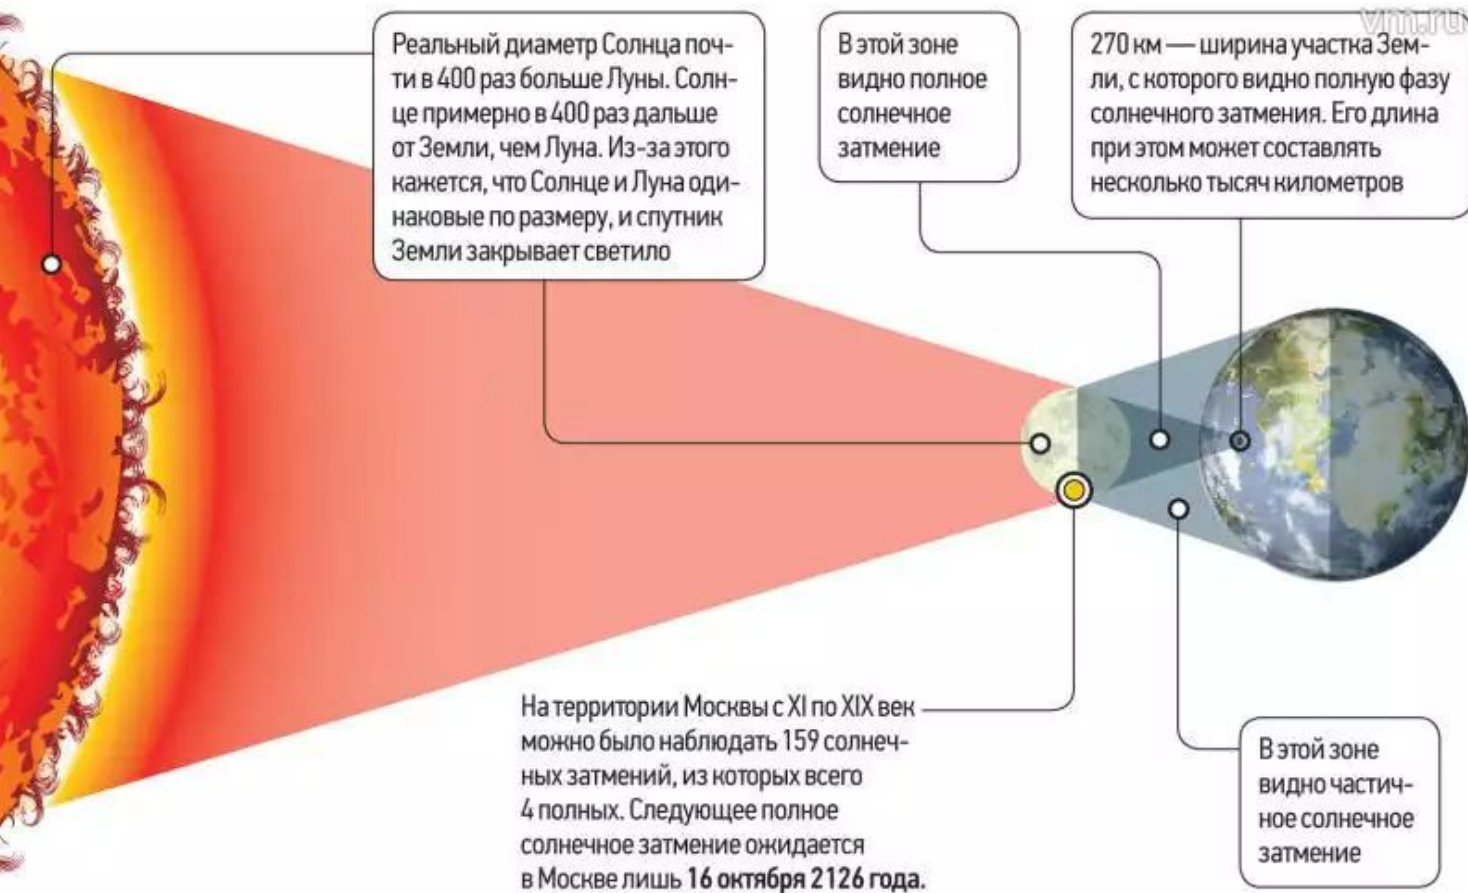 Реальный диаметр Солнца поч-
ти в 400 раз больше Луны. Солн-
це примерно в 400 раз дальше
от Земли, чем Луна. Из-за этого
кажется, что Солнце и Луна оди-
наковые по размеру, и спутник
Земли закрывает светило
В этой зоне
видно полное
солнечное
затмение
vm.ru
270 км — ширина участка Зем-
ли, с которого видно полную фазу
солнечного затмения. Его длина
при этом может составлять
несколько тысяч километров
На территории Москвы с XI по XIX век
можно было наблюдать 159 солнеч-
ных затмений, из которых всего
4 полных. Следующее полное
солнечное затмение ожидается
в Москве лишь 16 октября 2126 года.
В этой зоне
видно частич-
ное солнечное
затмение